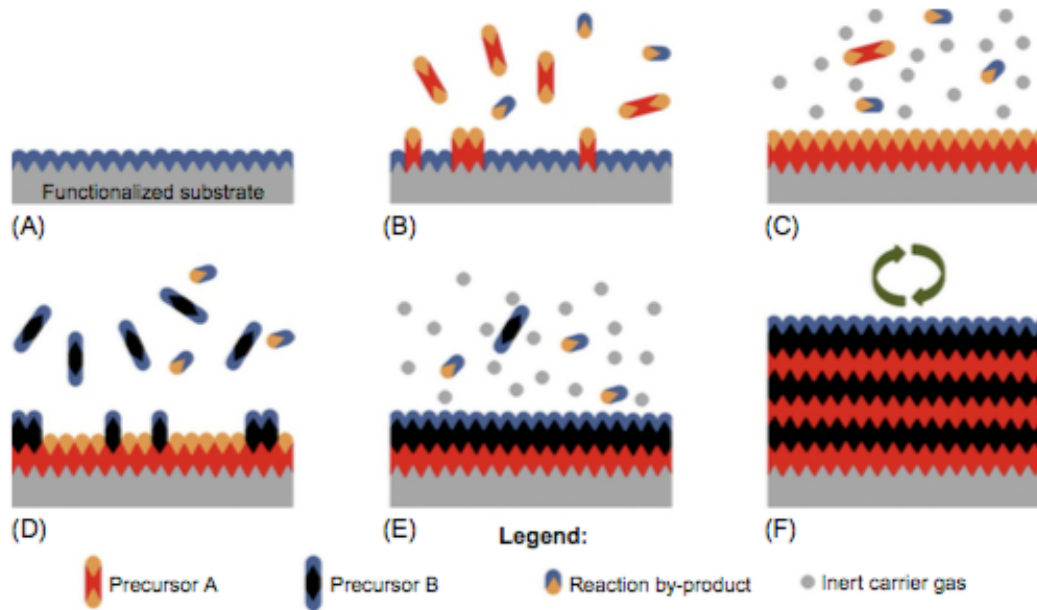 Functionalized substrate
(A)
(B)
(C)
(D)
(E)
(F)
Legend:
Precursor A
Precursor B
Reaction by-product
Inert carrier gas